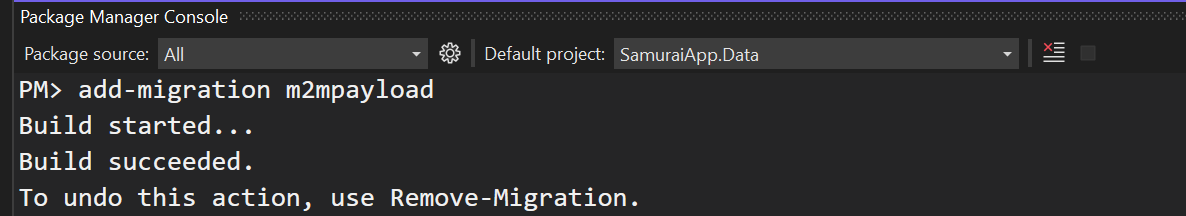 Package Manager Console
Package source: All Default project: SamuraiApp.Data
PM> add-migration m2mpayload
Build started...
Build succeeded.
To undo this action, use Remove-Migration.